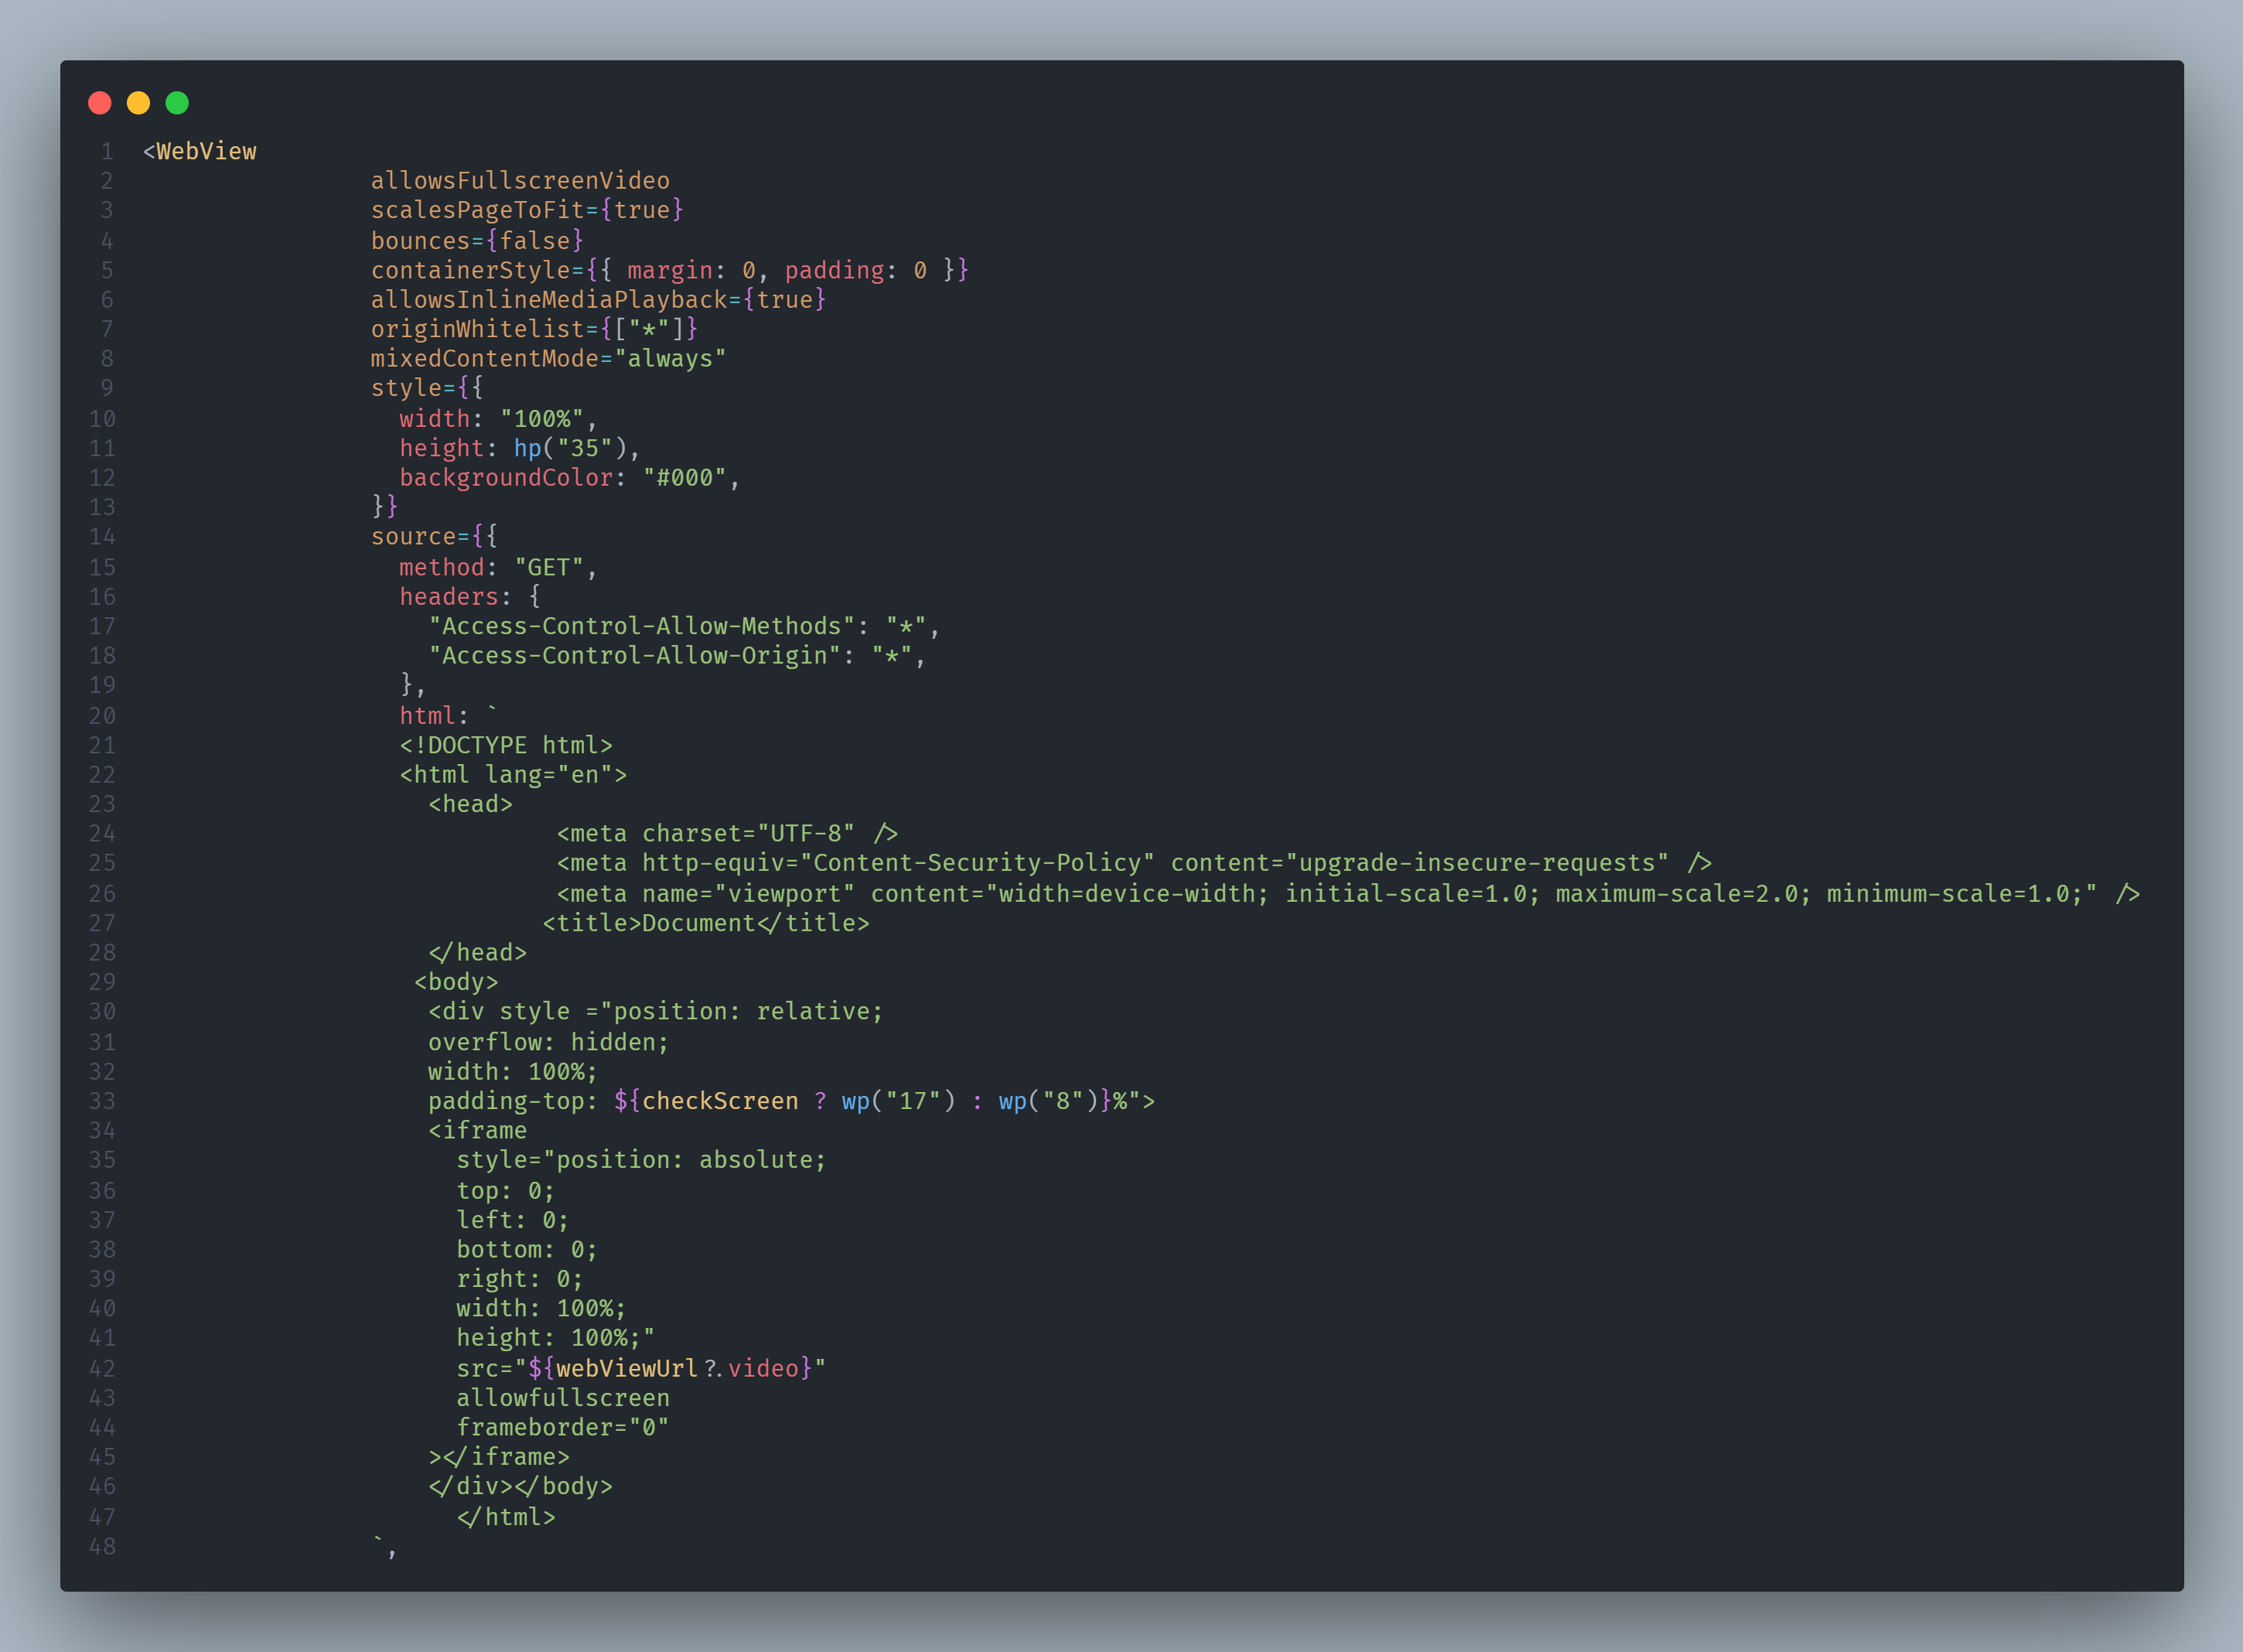 1 <WebView
2 allowsFullscreenVideo
3 scalesPageToFit={true}
4 bounces={false}
5 containerStyle={{ margin: 0, padding: 0 }}
6 allowsInlineMediaPlayback={true}
7 originWhitelist={["*"]}
8 mixedContentMode="always"
9 style={{
10 width: "100%",
11 height: hp("35"),
12 backgroundColor: "#000",
13 }}
14 source={{
15 method: "GET",
16 headers: {
17 "Access-Control-Allow-Methods": "*",
18 "Access-Control-Allow-Origin": "*",
19 },
20 html: `
21 <!DOCTYPE html>
22 <html lang="en">
23 <head>
24 <meta charset="UTF-8" />
25 <meta http-equiv="Content-Security-Policy" content="upgrade-insecure-requests" />
26 <meta name="viewport" content="width=device-width; initial-scale=1.0; maximum-scale=2.0; minimum-scale=1.0;" />
27 <title>Document</title>
28 </head>
29 <body>
30 <div style ="position: relative;
31 overflow: hidden;
32 width: 100%;
33 padding-top: ${checkScreen ? wp("17") : wp("8")}%">
34 <iframe
35 style="position: absolute;
36 top: 0;
37 left: 0;
38 bottom: 0;
39 right: 0;
40 width: 100%;
41 height: 100%;"
42 src="${webViewUrl?.video}"
43 allowfullscreen
44 frameborder="0"
45 ></iframe>
46 </div></body>
47 </html>
48 `,